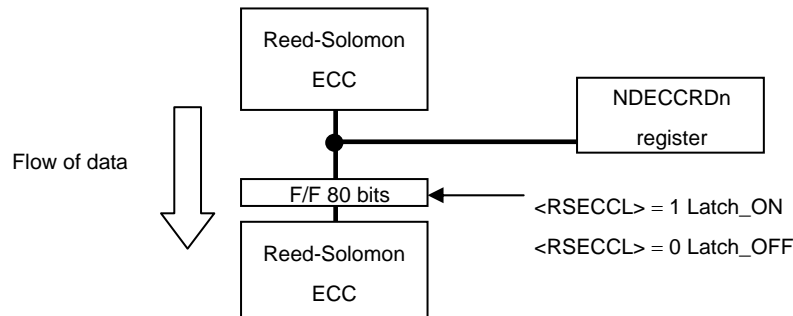 Reed-Solomon
ECC
NDECCRDn
register
Flow of data
F/F 80 bits
<RSECCL> = 1 Latch_ON
<RSECCL> = 0 Latch_OFF
Reed-Solomon
ECC